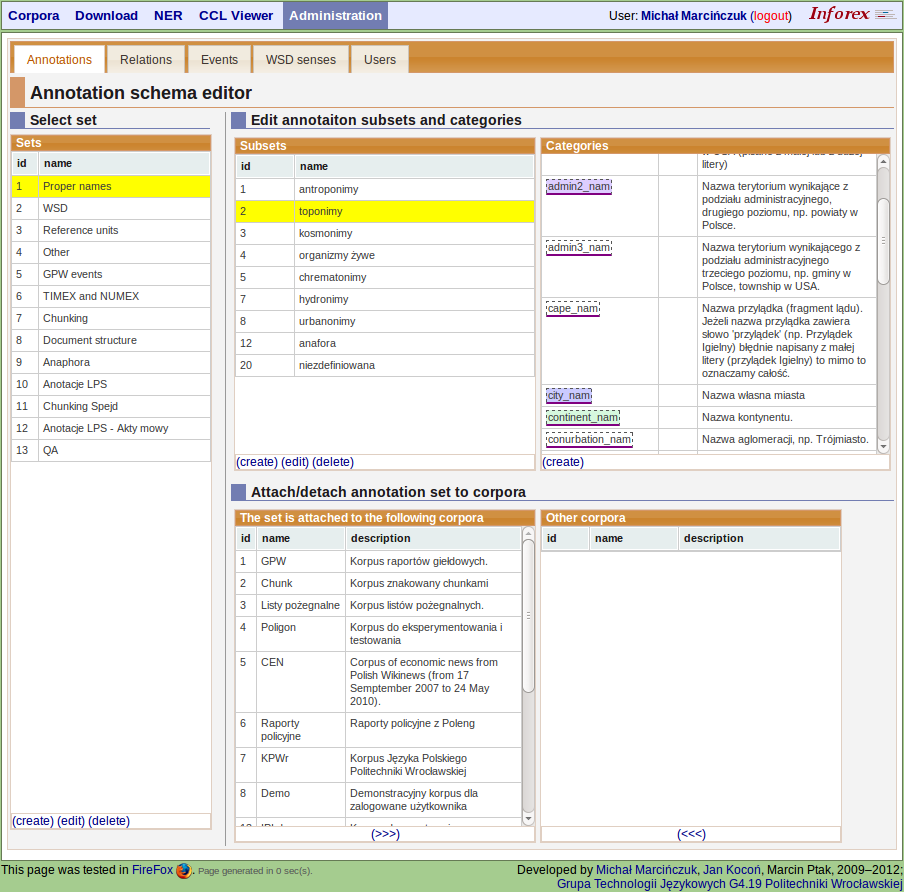 Corpora Download NER CCL Viewer Administration User: Michał Marcińczuk (logout) Inforex
Annotations Relations Events WSD senses Users
Annotation schema editor
Select set
Sets
id name
1 Proper names
2 WSD
3 Reference units
4 Other
5 GPW events
6 TIMEX and NUMEX
7 Chunking
8 Document structure
9 Anaphora
10 Anotacje LPS
11 Chunking Spejd
12 Anotacje LPS - Akty mowy
13 QA
(create) (edit) (delete)
Edit annotaiton subsets and categories
Subsets
id name
1 antroponimy
2 toponimy
3 kosmonimy
4 organizmy żywe
5 chrematonimy
7 hydronimy
8 urbanonimy
12 anafora
20 niezdefiniowana
(create) (edit) (delete)
Categories
litery)
admin2_nam Nazwa terytorium wynikające z
podziału administracyjnego,
drugiego poziomu, np. powiaty w
Polsce.
admin3_nam Nazwa terytorium wynikającego z
podziału administracyjnego
trzeciego poziomu, np. gminy w
Polsce, township w USA.
cape_nam Nazwa przylądka (fragment lądu).
Jeżeli nazwa przylądka zawiera
słowo 'przylądek' (np. Przylądek
Igielny) błędnie napisany z małej
litery (przylądek Igielny) to mimo to
oznaczamy całość.
city_nam Nazwa własna miasta
continent_nam Nazwa kontynentu.
conurbation_nam Nazwa aglomeracji, np. Trójmiasto.
(create)
Attach/detach annotation set to corpora
The set is attached to the following corpora
id name description
1 GPW Korpus raportów giełdowych.
2 Chunk Korpus znakowany chunkami
3 Listy pożegnalne Korpus listów pożegnalnych.
4 Poligon Korpus do eksperymentowania i
testowania
5 CEN Corpus of economic news from
Polish Wikinews (from 17
Semptember 2007 to 24 May
2010).
6 Raporty policyjne Raporty policyjne z Poleng
7 KPWr Korpus Języka Polskiego
Politechniki Wrocławskiej
8 Demo Demonstracyjny korpus dla
zalogowane użytkownika
(>>>)
Other corpora
id name description
(<<<)
This page was tested in FireFox . Page generated in 0 sec(s).
Developed by Michał Marcińczuk, Jan Kocoń, Marcin Ptak, 2009–2012;
Grupa Technologii Językowych G4.19 Politechniki Wrocławskiej